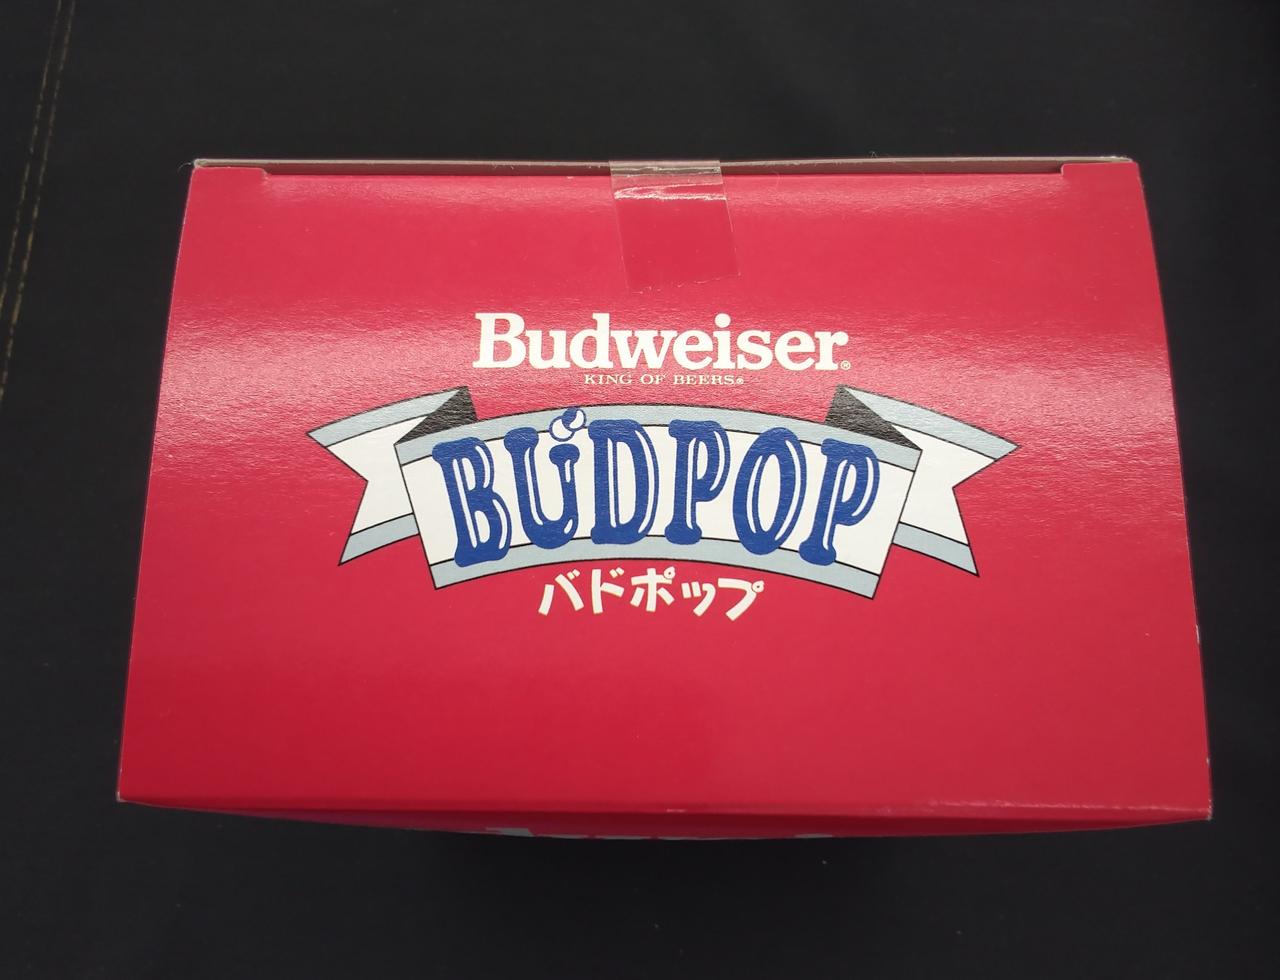 Budweiser®
KING OF BEERS®
BUDPOP
バドポップ